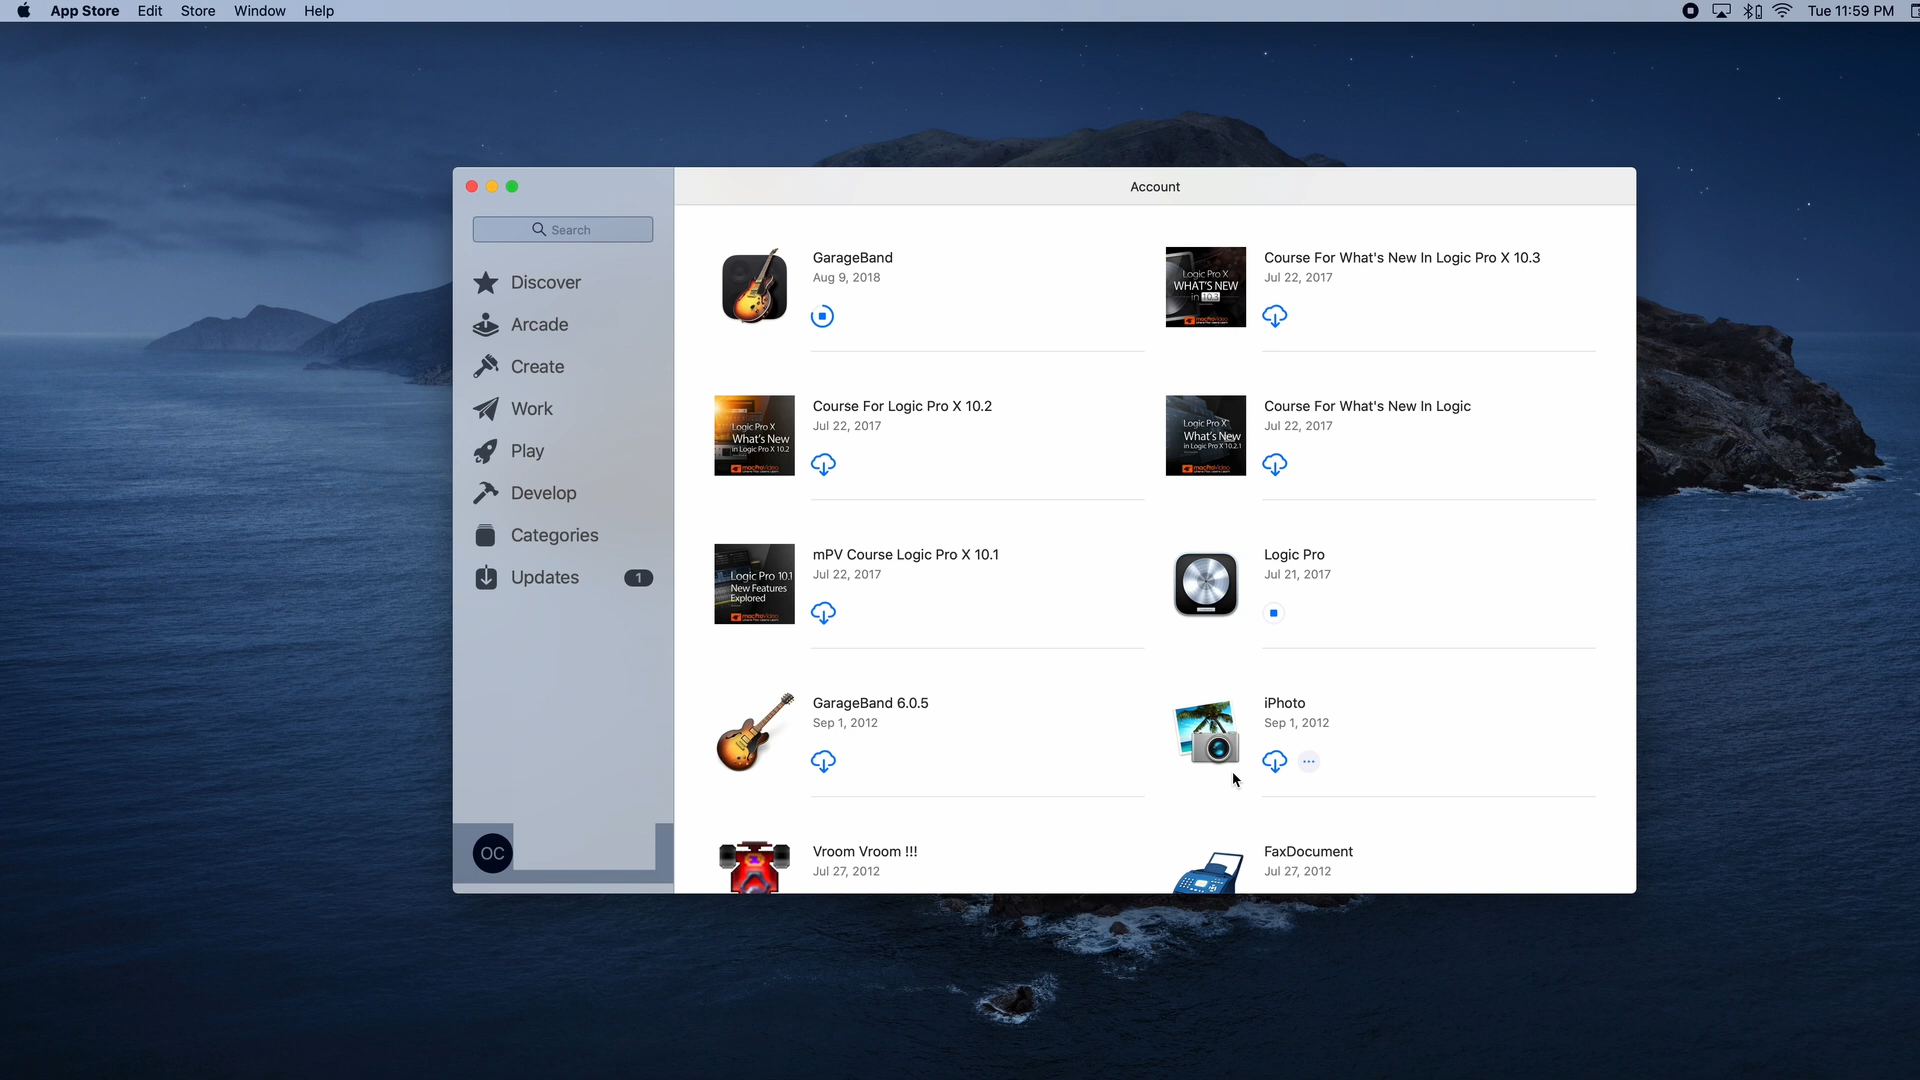 App Store Edit Store Window Help
Tue 11:59 PM
Account
Search
Discover
Arcade
Create
Work
Play
Develop
Categories
Updates 1
OC
GarageBand
Aug 9, 2018
Logic Pro X
WHAT'S NEW
in 10.3
macProVideo
Course For What's New In Logic Pro X 10.3
Jul 22, 2017
Logic Pro X
What's New
in Logic Pro X 10.2
macProVideo
Course For Logic Pro X 10.2
Jul 22, 2017
Logic Pro X
What's New
in Logic Pro X 10.2.1
macProVideo
Course For What's New In Logic
Jul 22, 2017
Logic Pro 10.1
New Features
Explored
macProVideo
mPV Course Logic Pro X 10.1
Jul 22, 2017
Logic Pro
Jul 21, 2017
GarageBand 6.0.5
Sep 1, 2012
iPhoto
Sep 1, 2012
Vroom Vroom !!!
Jul 27, 2012
FaxDocument
Jul 27, 2012